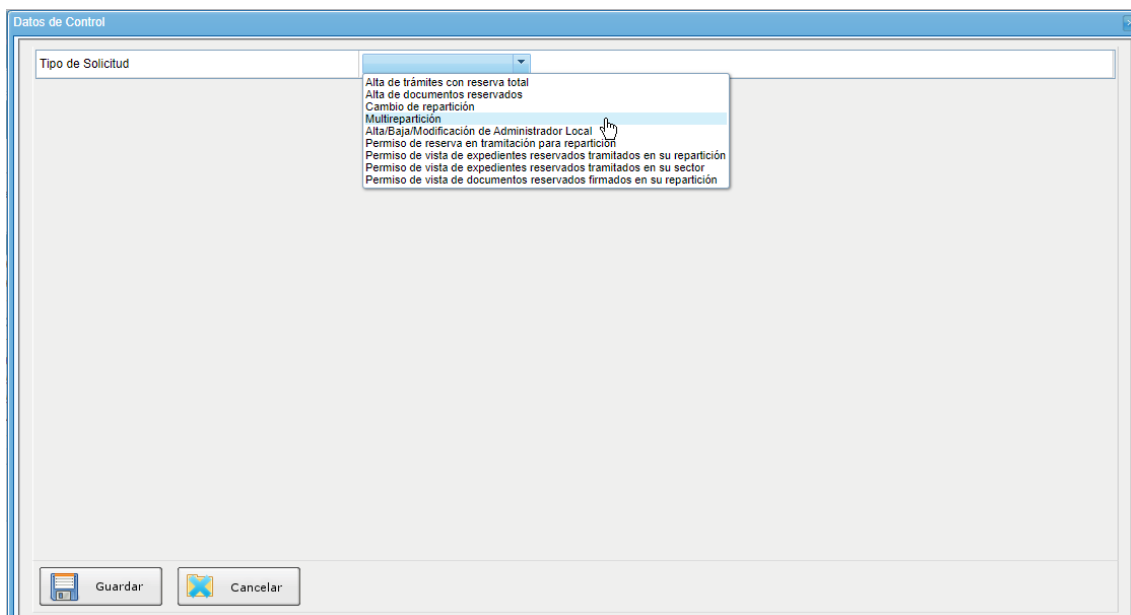 Datos de Control
Tipo de Solicitud
Alta de trámites con reserva total
Alta de documentos reservados
Cambio de repartición
Multirepartición
Alta/Baja/Modificación de Administrador Local
Permiso de reserva en tramitación para repartición
Permiso de vista de expedientes reservados tramitados en su repartición
Permiso de vista de expedientes reservados tramitados en su sector
Permiso de vista de documentos reservados firmados en su repartición
Guardar Cancelar